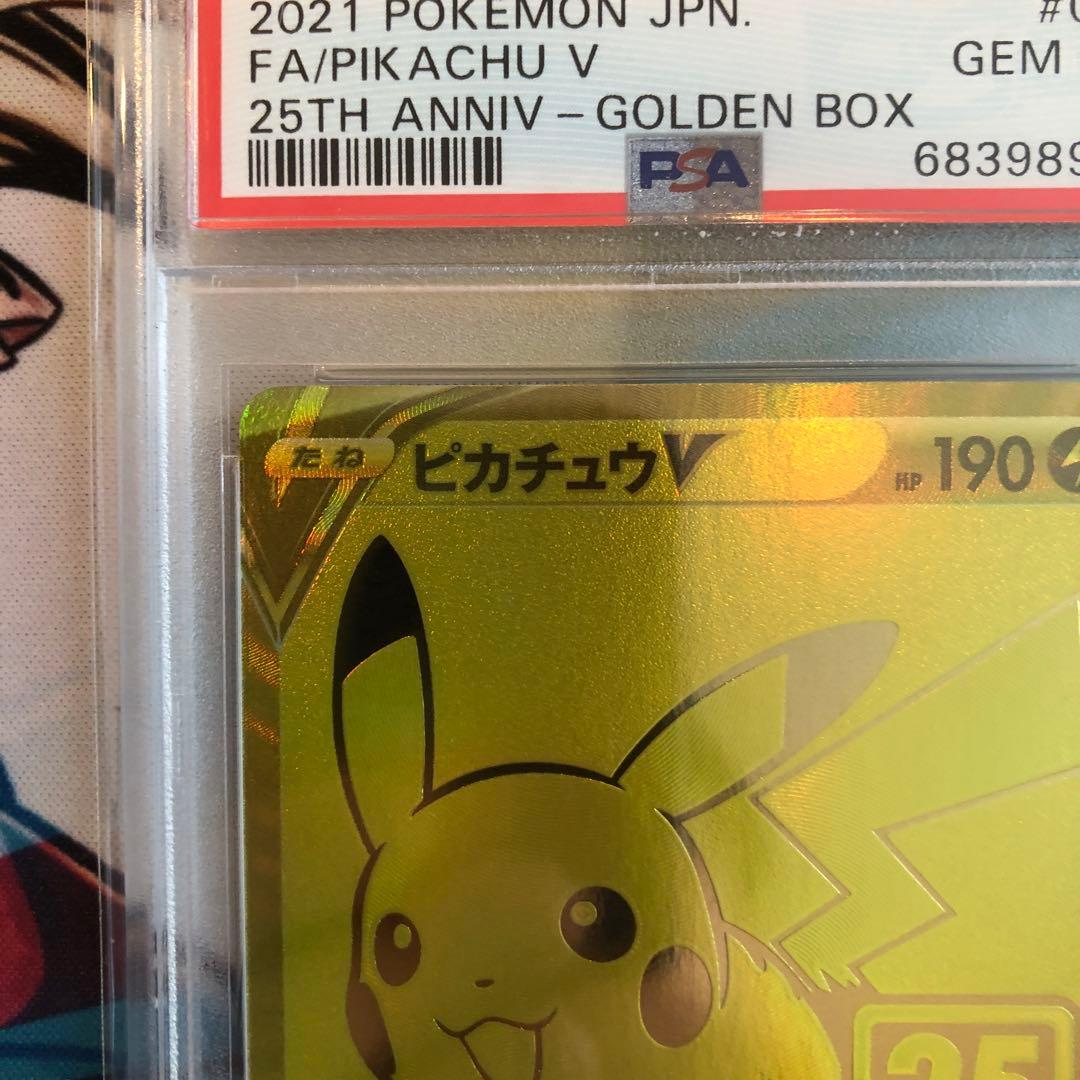 2021 POKEMON JPN.
FA/PIKACHU V
GEM
25TH ANNIV – GOLDEN BOX
PSA
683989
たね ピカチュウV HP 190
25